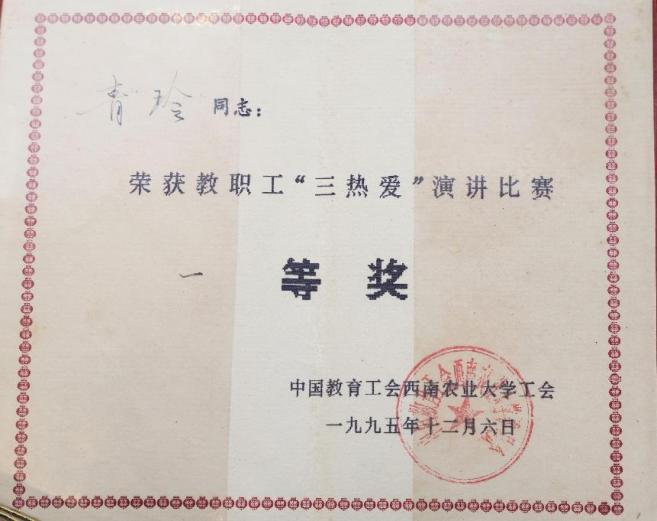 青玲 同志：
荣获教职工“三热爱”演讲比赛
一 等 奖
中国教育工会西南农业大学工会
一九九五年十二月六日